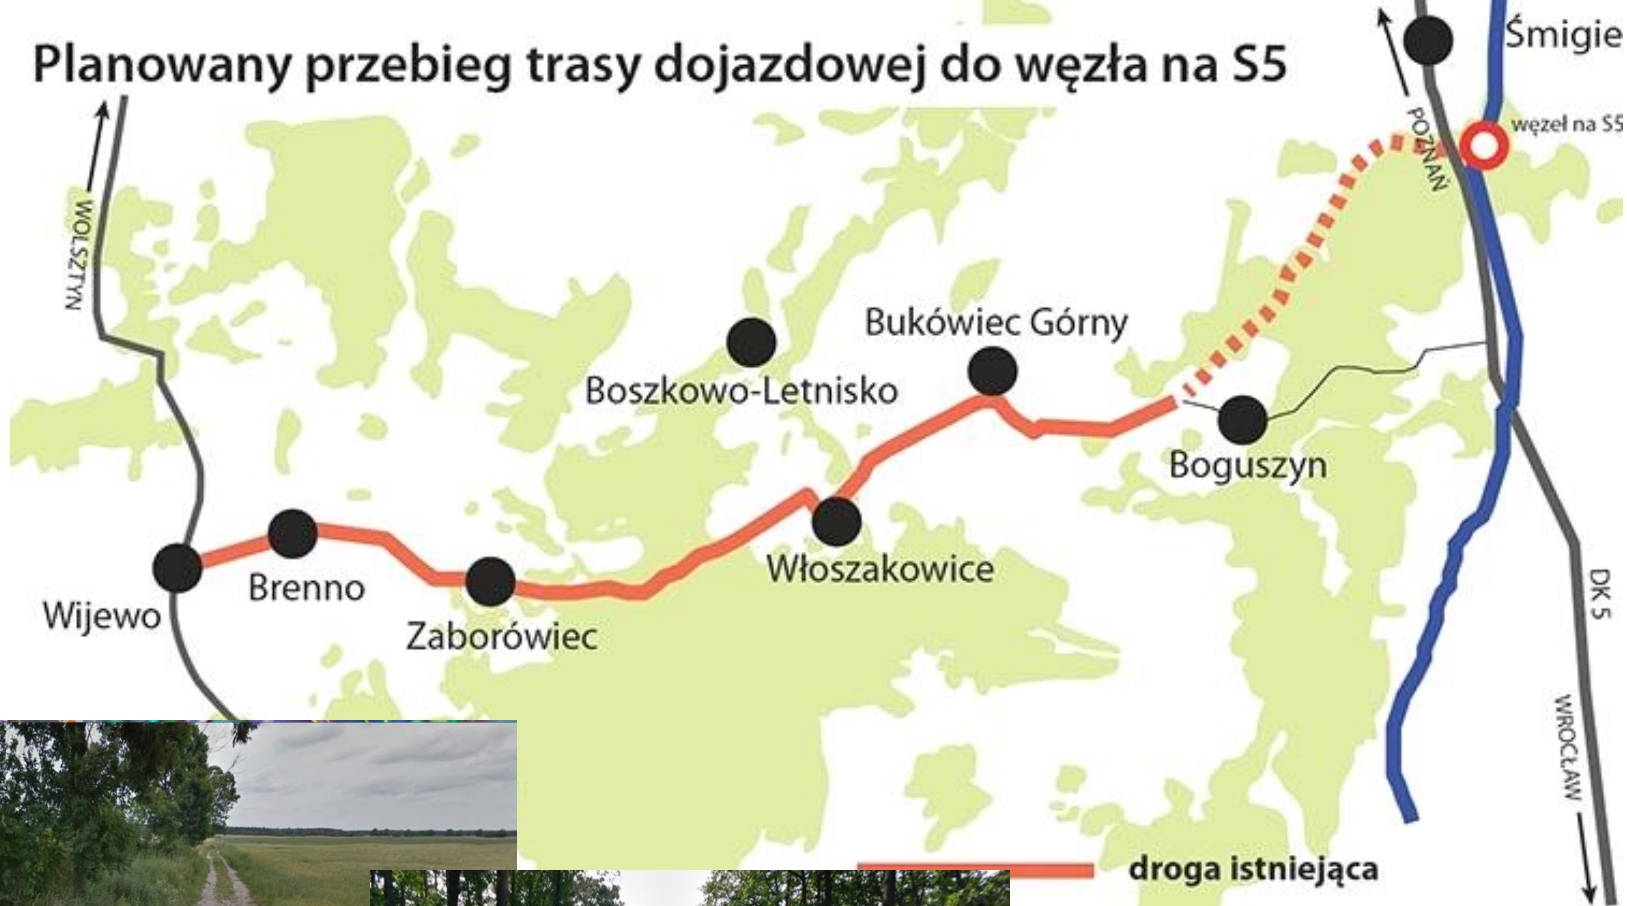 Planowany przebieg trasy dojazdowej do węzła na S5
Śmigie
węzeł na S5
POZNAŃ
WOLSZTYN
Bukówiec Górny
Boszkowo-Letnisko
Boguszyn
Włoszakowice
Brenno
Wijewo
Zaborówiec
DK 5
WROCŁAW
droga istniejąca